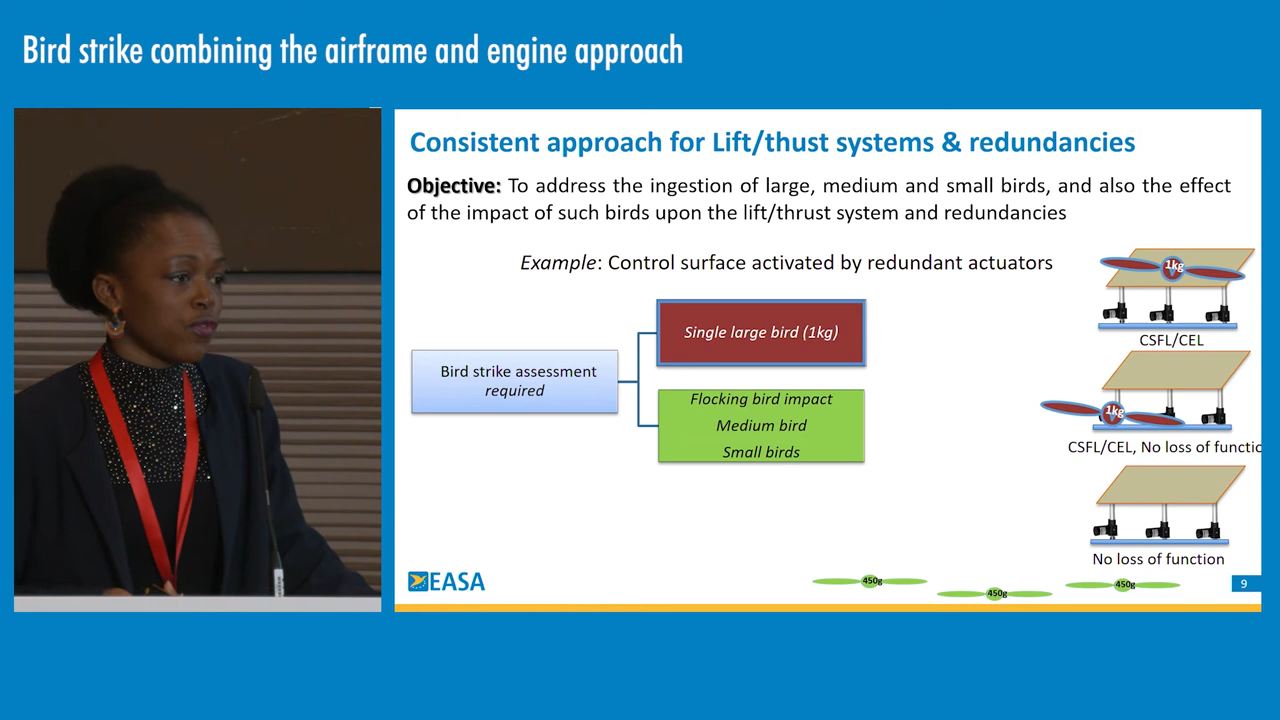 Bird strike combining the airframe and engine approach
Consistent approach for Lift/thust systems & redundancies
Objective: To address the ingestion of large, medium and small birds, and also the effect
of the impact of such birds upon the lift/thrust system and redundancies
Example: Control surface activated by redundant actuators
1kg
CSFL/CEL
Single large bird (1kg)
Bird strike assessment
required
Flocking bird impact
Medium bird
Small birds
1kg
CSFL/CEL, No loss of functio
No loss of function
EASA
450g
450g
450g
9